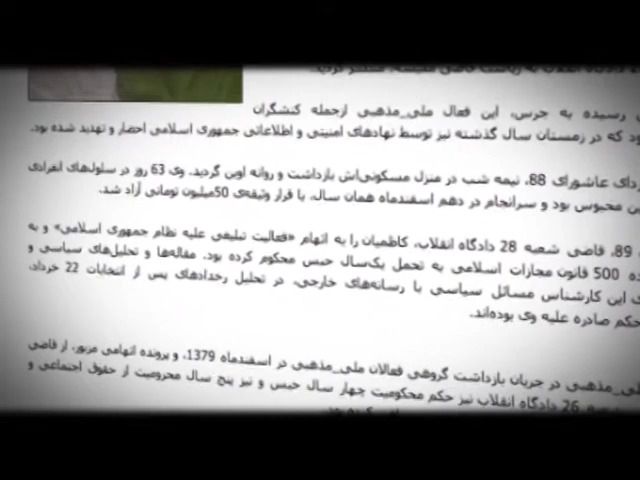 رسیده به جرس، این فعال ملی_مذهبی ازجمله کنشگران
که در زمستان سال گذشته نیز توسط نهادهای امنیتی و اطلاعاتی جمهوری اسلامی احضار و تهدید شده بود.
عاشورای 88، نیمه شب در منزل مسکونی‌اش بازداشت و روانه اوین گردید. وی 63 روز در سلول‌های انفرادی
محبوس بود و سرانجام در دهم اسفندماه همان سال، با قرار وثیقه‌ی 50میلیون تومانی آزاد شد.
89، قاضی شعبه 28 دادگاه انقلاب، کاظمیان را به اتهام «فعالیت تبلیغی علیه نظام جمهوری اسلامی» و به
500 قانون مجازات اسلامی به تحمل یک‌سال حبس محکوم کرده بود. مقاله‌ها و تحلیل‌های سیاسی و
این کارشناس مسائل سیاسی با رسانه‌های خارجی، در تحلیل رخدادهای پس از انتخابات 22 خرداد،
حکم صادره علیه وی بوده‌اند.
ملی_مذهبی در جریان بازداشت گروهی فعالان ملی_مذهبی در اسفندماه 1379، و پرونده اتهامی مزبور، از قاضی
26 دادگاه انقلاب نیز حکم محکومیت چهار سال حبس و نیز پنج سال محرومیت از حقوق اجتماعی و